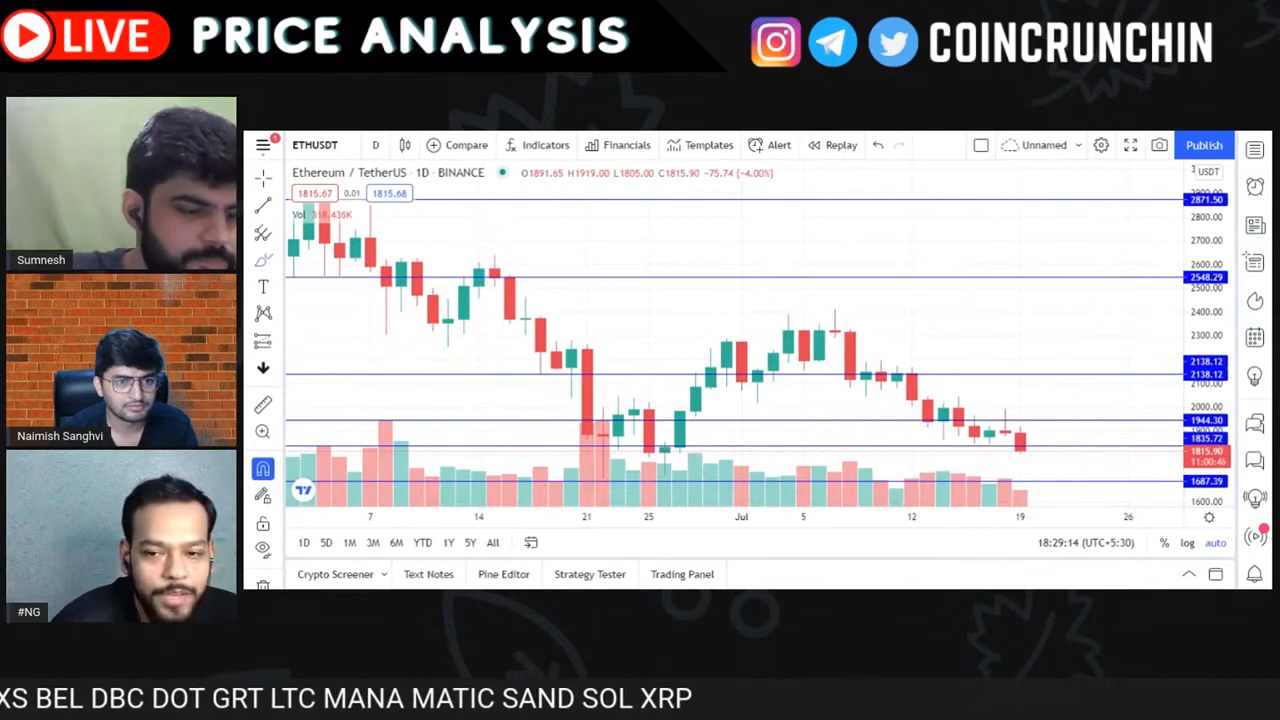 LIVE PRICE ANALYSIS COINCRUNCHIN
Sumnesh
Naimish Sanghvi
#NG
1
ETHUSDT D Compare Indicators Financials Templates Alert Replay Unnamed Publish
Ethereum / TetherUS · 1D · BINANCE O1891.65 H1919.00 L1805.00 C1815.90 -75.74 (-4.00%)
USDT
1815.67 0.01 1815.68
Vol 318.436K
2871.50
2800.00
2700.00
2600.00
2548.29
2500.00
2400.00
2300.00
2138.12
2138.12
2100.00
2000.00
1944.30
1835.72
1815.90
11:00:46
1687.39
1600.00
7 14 21 25 Jul 5 12 19 26
1D 5D 1M 3M 6M YTD 1Y 5Y All 18:29:14 (UTC+5:30) % log auto
Crypto Screener Text Notes Pine Editor Strategy Tester Trading Panel
XS BEL DBC DOT GRT LTC MANA MATIC SAND SOL XRP